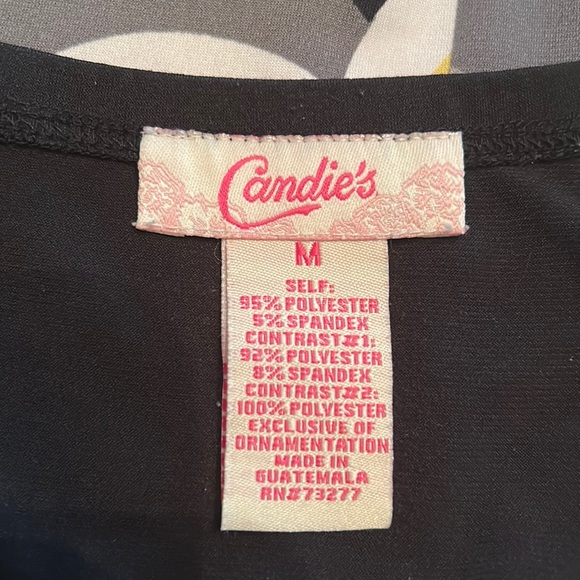 Candie's
M
SELF:
95% POLYESTER
5% SPANDEX
CONTRAST#1:
92% POLYESTER
8% SPANDEX
CONTRAST#2:
100% POLYESTER
EXCLUSIVE OF
ORNAMENTATION
MADE IN
GUATEMALA
RN#73277